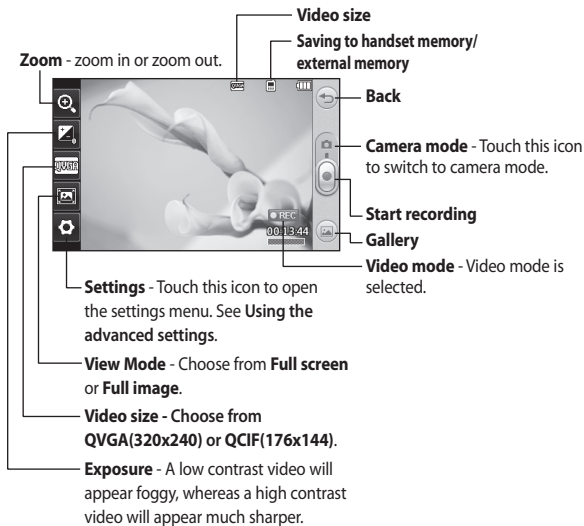 Video size
Saving to handset memory/
external memory
Zoom - zoom in or zoom out.
Back
Camera mode - Touch this icon
to switch to camera mode.
QVGA
Start recording
REC
00:13:44
Gallery
Video mode - Video mode is
selected.
Settings - Touch this icon to open
the settings menu. See Using the
advanced settings.
View Mode - Choose from Full screen
or Full image.
Video size - Choose from
QVGA(320x240) or QCIF(176x144).
Exposure - A low contrast video will
appear foggy, whereas a high contrast
video will appear much sharper.